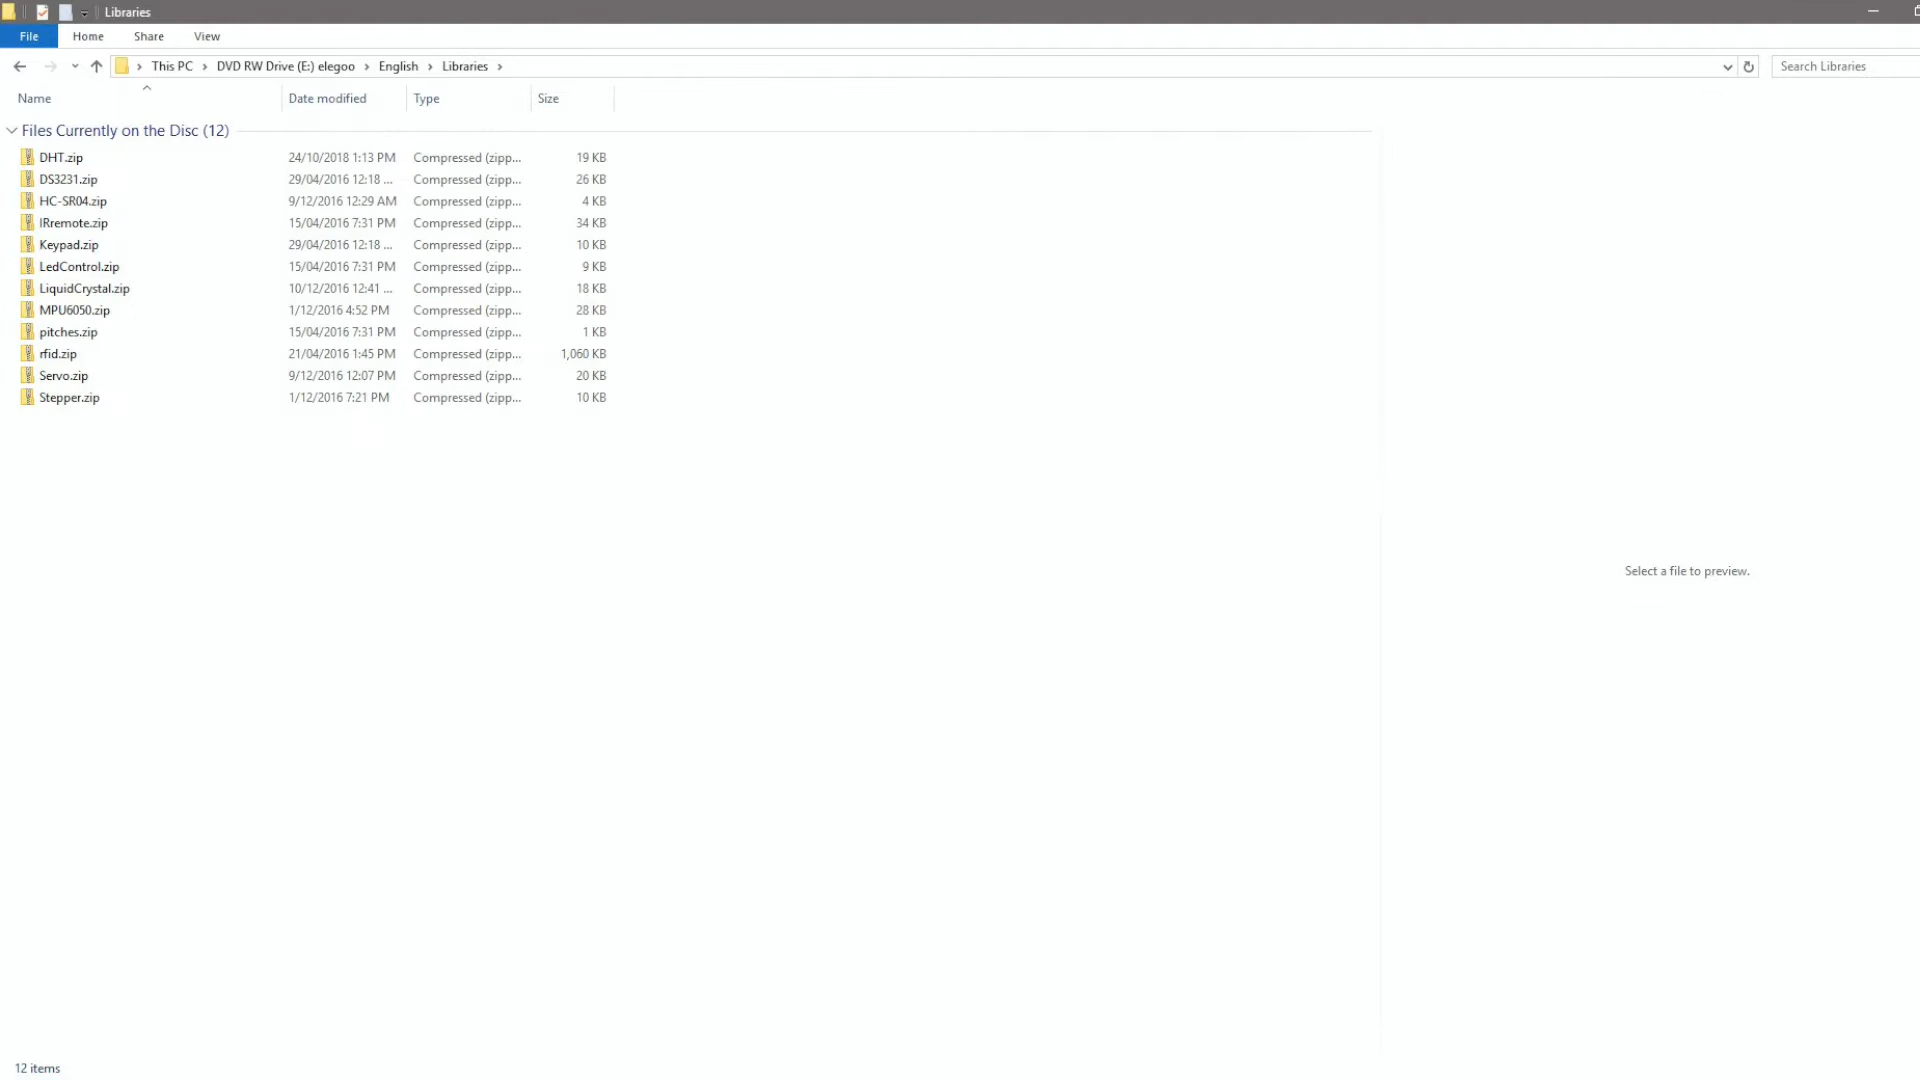 Libraries
File Home Share View
This PC > DVD RW Drive (E:) elegoo > English > Libraries > Search Libraries
Name Date modified Type Size
Files Currently on the Disc (12)
DHT.zip 24/10/2018 1:13 PM Compressed (zipp... 19 KB
DS3231.zip 29/04/2016 12:18 ... Compressed (zipp... 26 KB
HC-SR04.zip 9/12/2016 12:29 AM Compressed (zipp... 4 KB
IRremote.zip 15/04/2016 7:31 PM Compressed (zipp... 34 KB
Keypad.zip 29/04/2016 12:18 ... Compressed (zipp... 10 KB
LedControl.zip 15/04/2016 7:31 PM Compressed (zipp... 9 KB
LiquidCrystal.zip 10/12/2016 12:41 ... Compressed (zipp... 18 KB
MPU6050.zip 1/12/2016 4:52 PM Compressed (zipp... 28 KB
pitches.zip 15/04/2016 7:31 PM Compressed (zipp... 1 KB
rfid.zip 21/04/2016 1:45 PM Compressed (zipp... 1,060 KB
Servo.zip 9/12/2016 12:07 PM Compressed (zipp... 20 KB
Stepper.zip 1/12/2016 7:21 PM Compressed (zipp... 10 KB
Select a file to preview.
12 items